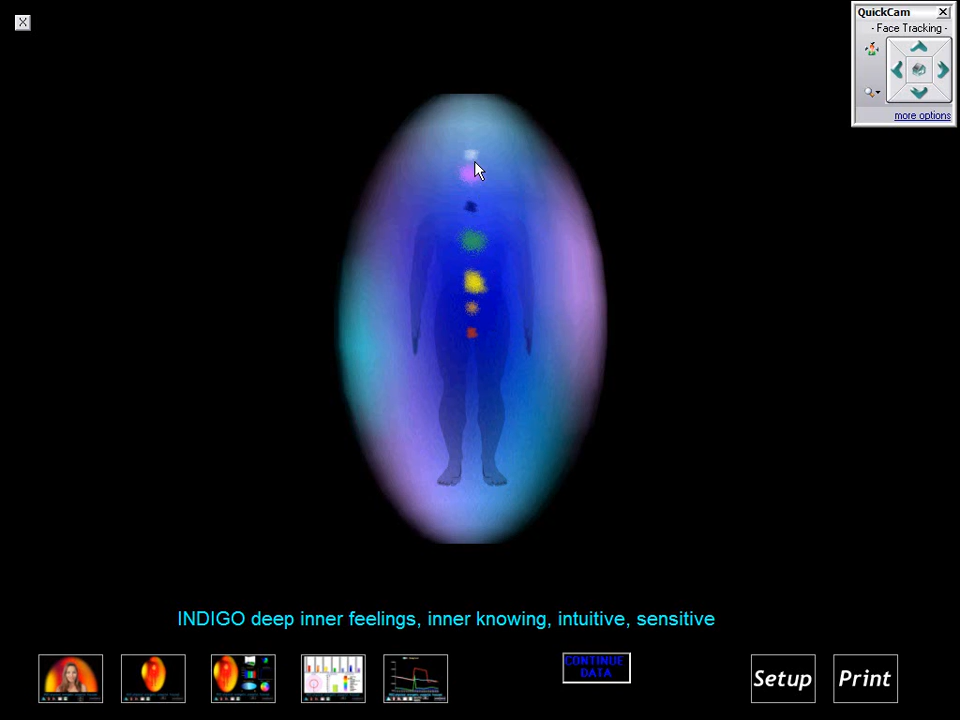 X
QuickCam X
- Face Tracking -
more options
INDIGO deep inner feelings, inner knowing, intuitive, sensitive
CONTINUE
DATA
Setup
Print